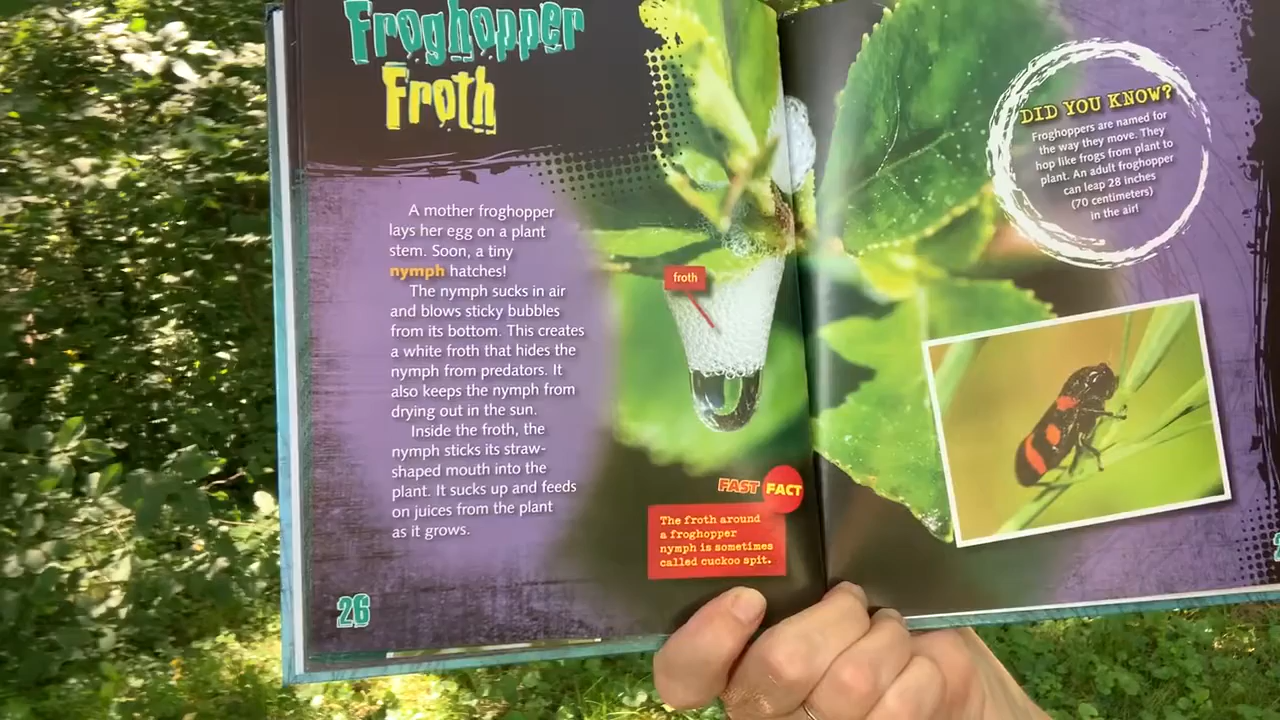 Froghopper
Froth
A mother froghopper
lays her egg on a plant
stem. Soon, a tiny
nymph hatches!
The nymph sucks in air
and blows sticky bubbles
from its bottom. This creates
a white froth that hides the
nymph from predators. It
also keeps the nymph from
drying out in the sun.
Inside the froth, the
nymph sticks its straw-
shaped mouth into the
plant. It sucks up and feeds
on juices from the plant
as it grows.
26
froth
FAST FACT
The froth around
a froghopper
nymph is sometimes
called cuckoo spit.
DID YOU KNOW?
Froghoppers are named for
the way they move. They
hop like frogs from plant to
plant. An adult froghopper
can leap 28 inches
(70 centimeters)
in the air!